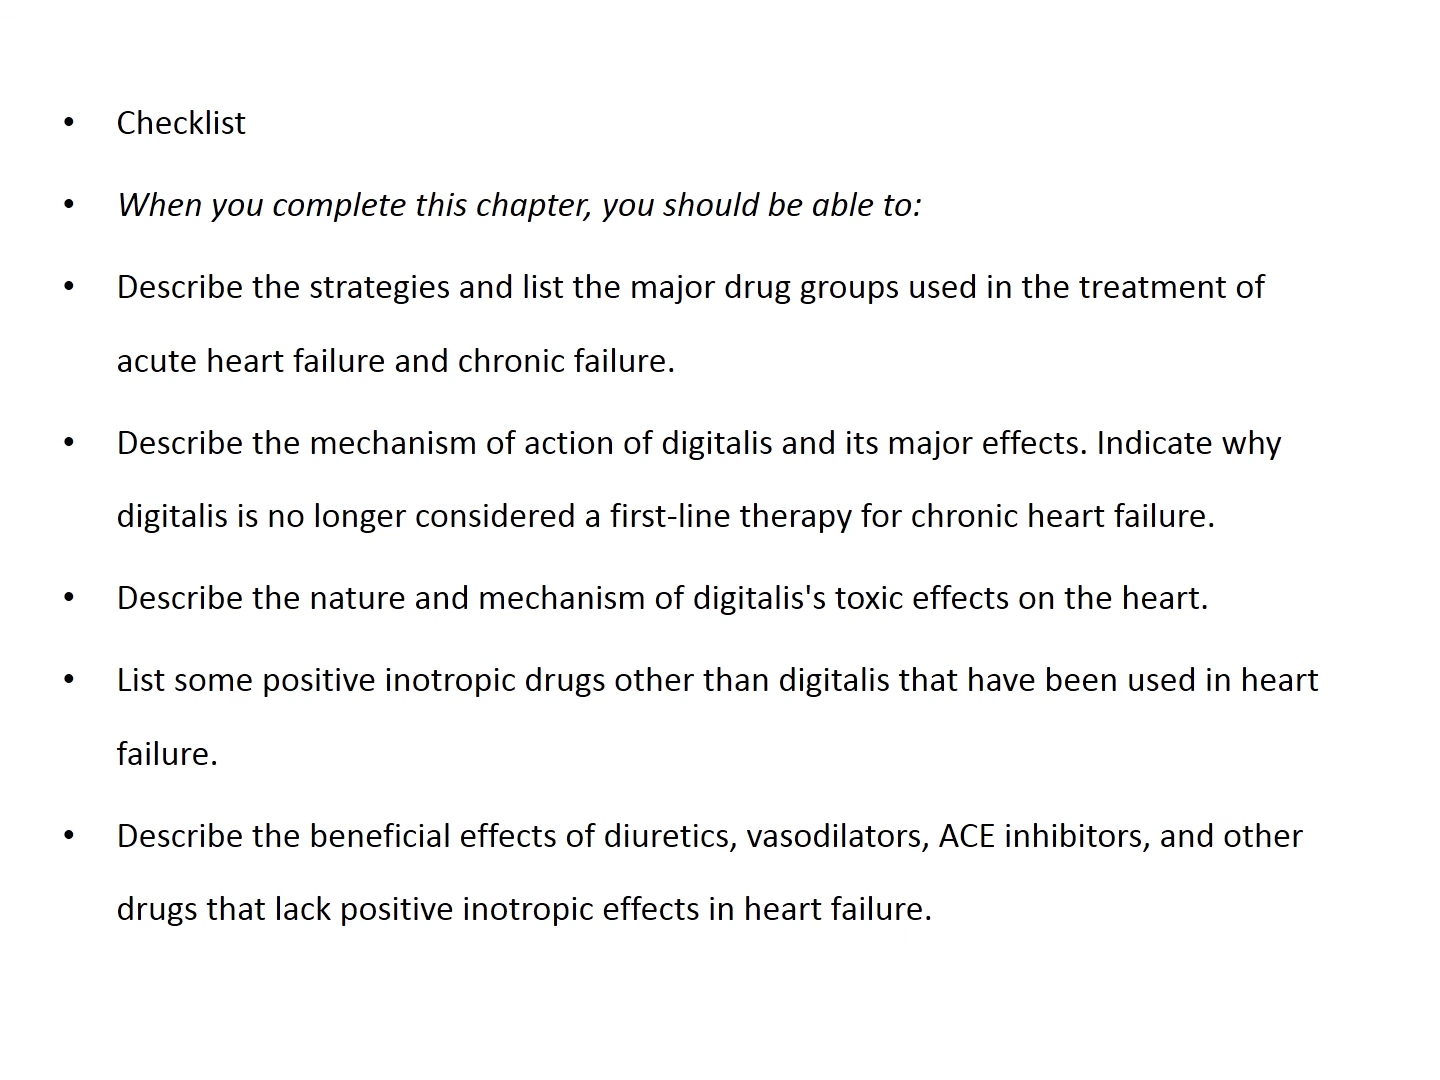 • Checklist
• When you complete this chapter, you should be able to:
• Describe the strategies and list the major drug groups used in the treatment of
acute heart failure and chronic failure.
• Describe the mechanism of action of digitalis and its major effects. Indicate why
digitalis is no longer considered a first-line therapy for chronic heart failure.
• Describe the nature and mechanism of digitalis's toxic effects on the heart.
• List some positive inotropic drugs other than digitalis that have been used in heart
failure.
• Describe the beneficial effects of diuretics, vasodilators, ACE inhibitors, and other
drugs that lack positive inotropic effects in heart failure.